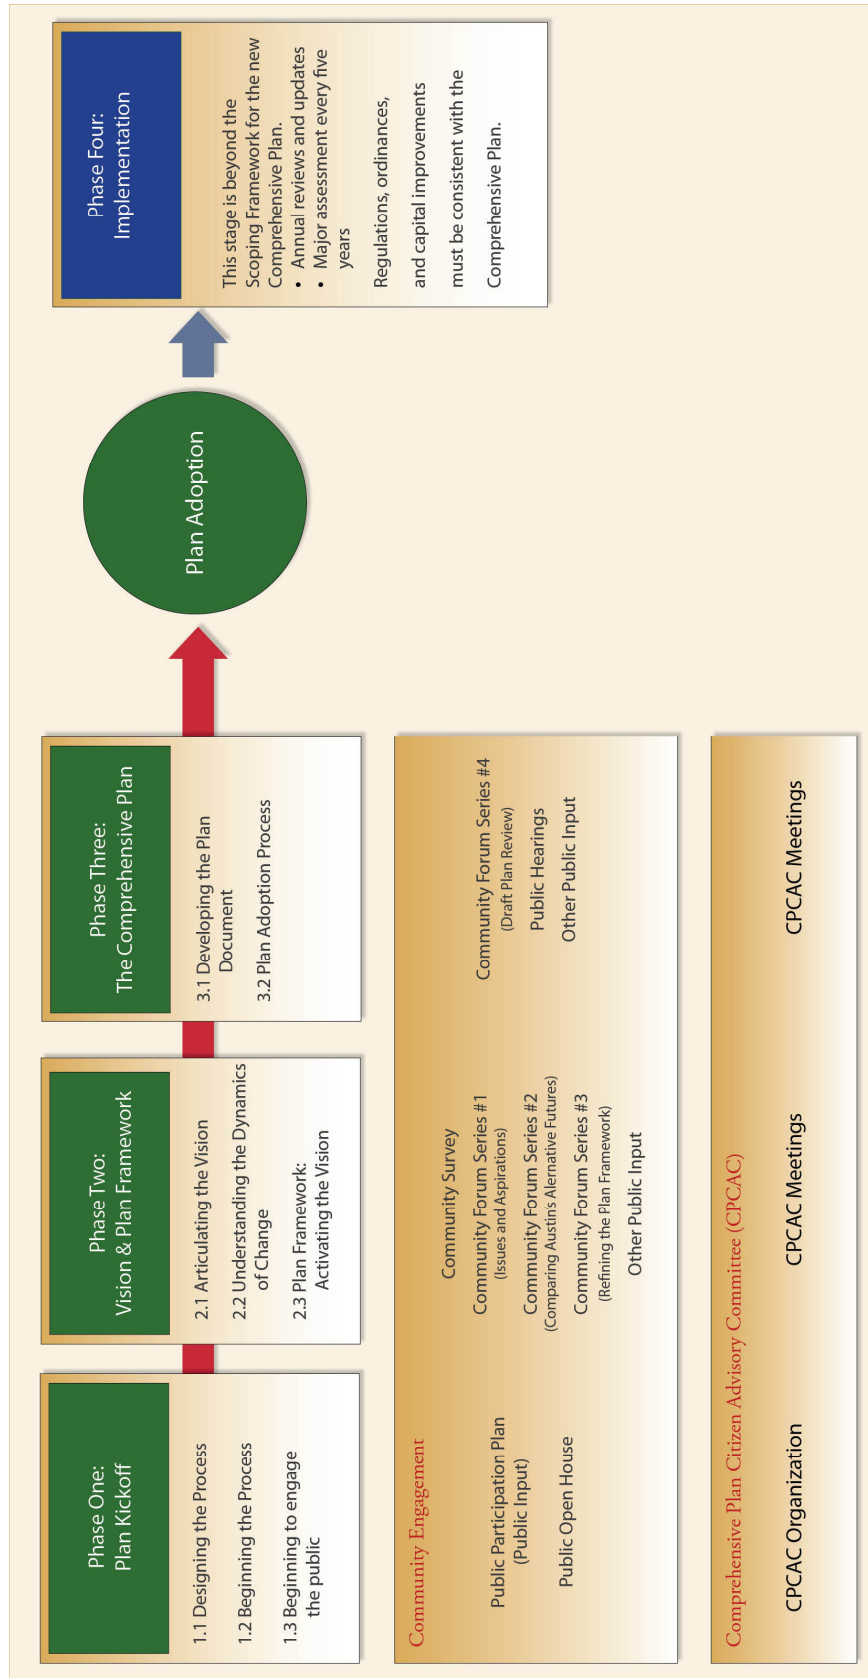 Phase One:
Plan Kickoff
1.1 Designing the Process
1.2 Beginning the Process
1.3 Beginning to engage
the public
Phase Two:
Vision & Plan Framework
2.1 Articulating the Vision
2.2 Understanding the Dynamics
of Change
2.3 Plan Framework:
Activating the Vision
Phase Three:
The Comprehensive Plan
3.1 Developing the Plan
Document
3.2 Plan Adoption Process
Plan Adoption
Phase Four:
Implementation
This stage is beyond the
Scoping Framework for the new
Comprehensive Plan.
• Annual reviews and updates
• Major assessment every five
years
Regulations, ordinances,
and capital improvements
must be consistent with the
Comprehensive Plan.
Community Engagement
Public Participation Plan
(Public Input)
Public Open House
Community Survey
Community Forum Series #1
(Issues and Aspirations)
Community Forum Series #2
(Comparing Austin's Alernative Futures)
Community Forum Series #3
(Refining the Plan Framework)
Other Public Input
Community Forum Series #4
(Draft Plan Review)
Public Hearings
Other Public Input
Comprehensive Plan Citizen Advisory Committee (CPCAC)
CPCAC Organization
CPCAC Meetings
CPCAC Meetings